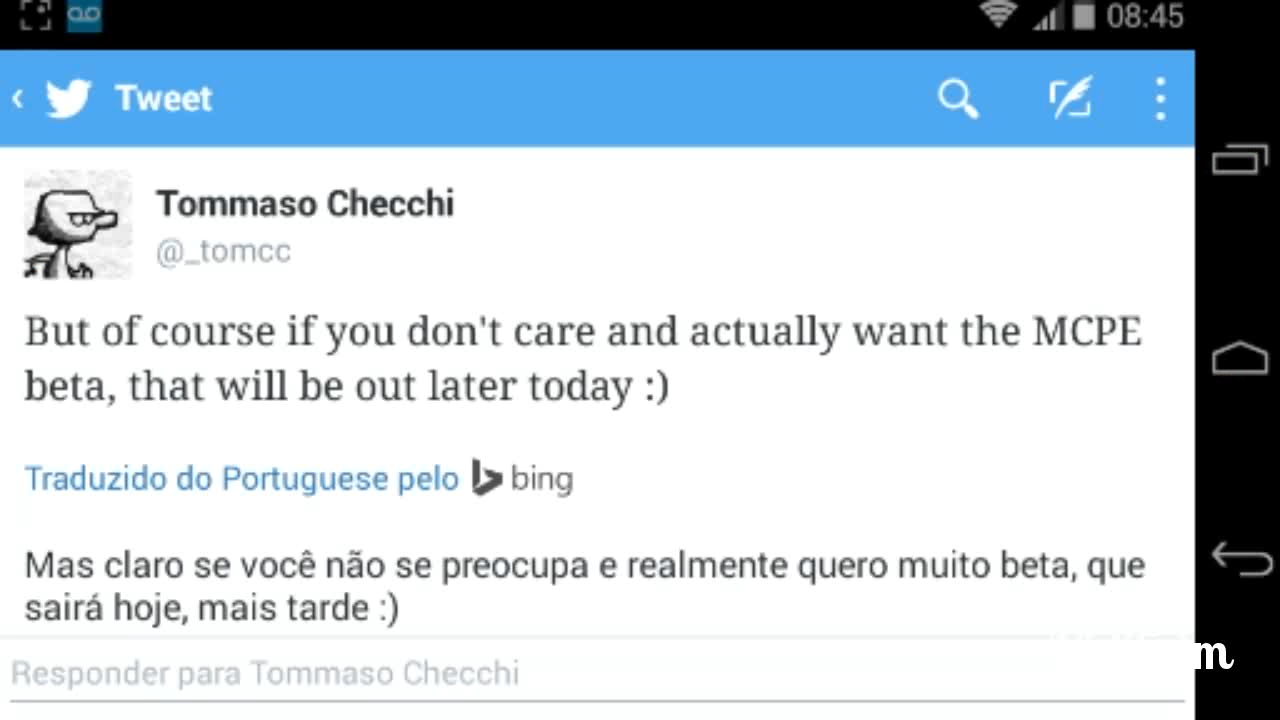 08:45
Tweet
Tommaso Checchi
@_tomcc
But of course if you don't care and actually want the MCPE
beta, that will be out later today :)
Traduzido do Portuguese pelo bing
Mas claro se você não se preocupa e realmente quero muito beta, que
sairá hoje, mais tarde :)
Responder para Tommaso Checchi